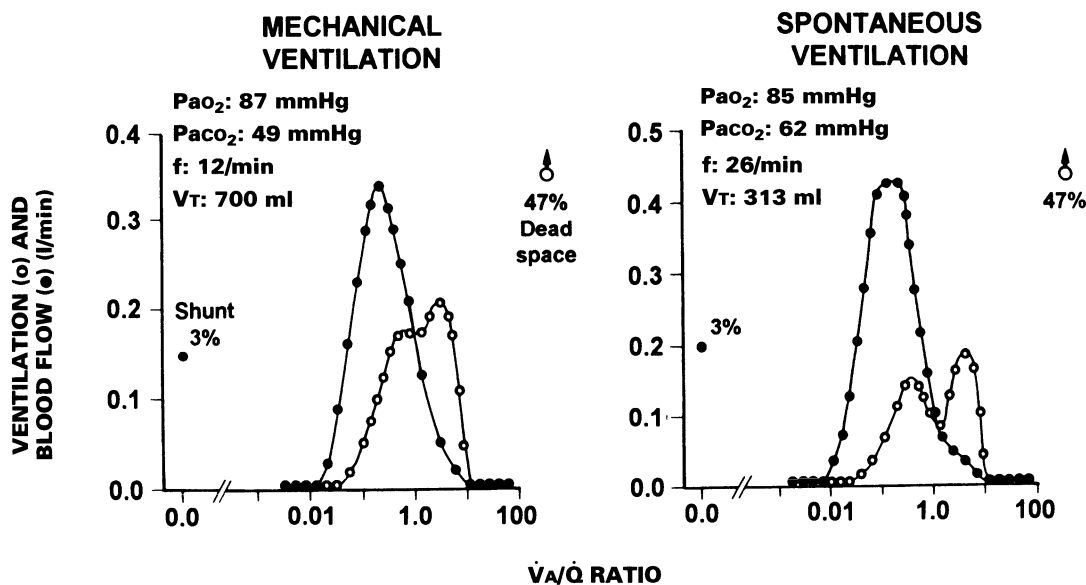 MECHANICAL
VENTILATION
PaO₂: 87 mmHg
PaCO₂: 49 mmHg
f: 12/min
VT: 700 ml
0.4
0.3
0.2
0.1
0.0
Shunt
3%
47%
Dead
space
0.0
0.01
1.0
100
SPONTANEOUS
VENTILATION
PaO₂: 85 mmHg
PaCO₂: 62 mmHg
f: 26/min
VT: 313 ml
0.5
0.4
0.3
0.2
0.1
0.0
3%
47%
0.0
0.01
1.0
100
VENTILATION (o) AND
BLOOD FLOW (●) (l/min)
V̇A/Q̇ RATIO